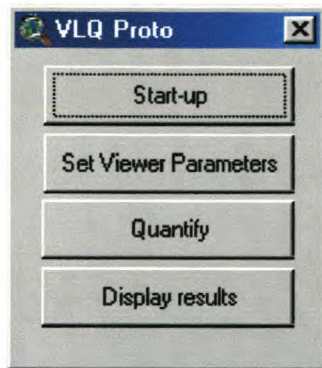 VLQ Proto
Start-up
Set Viewer Parameters
Quantify
Display results